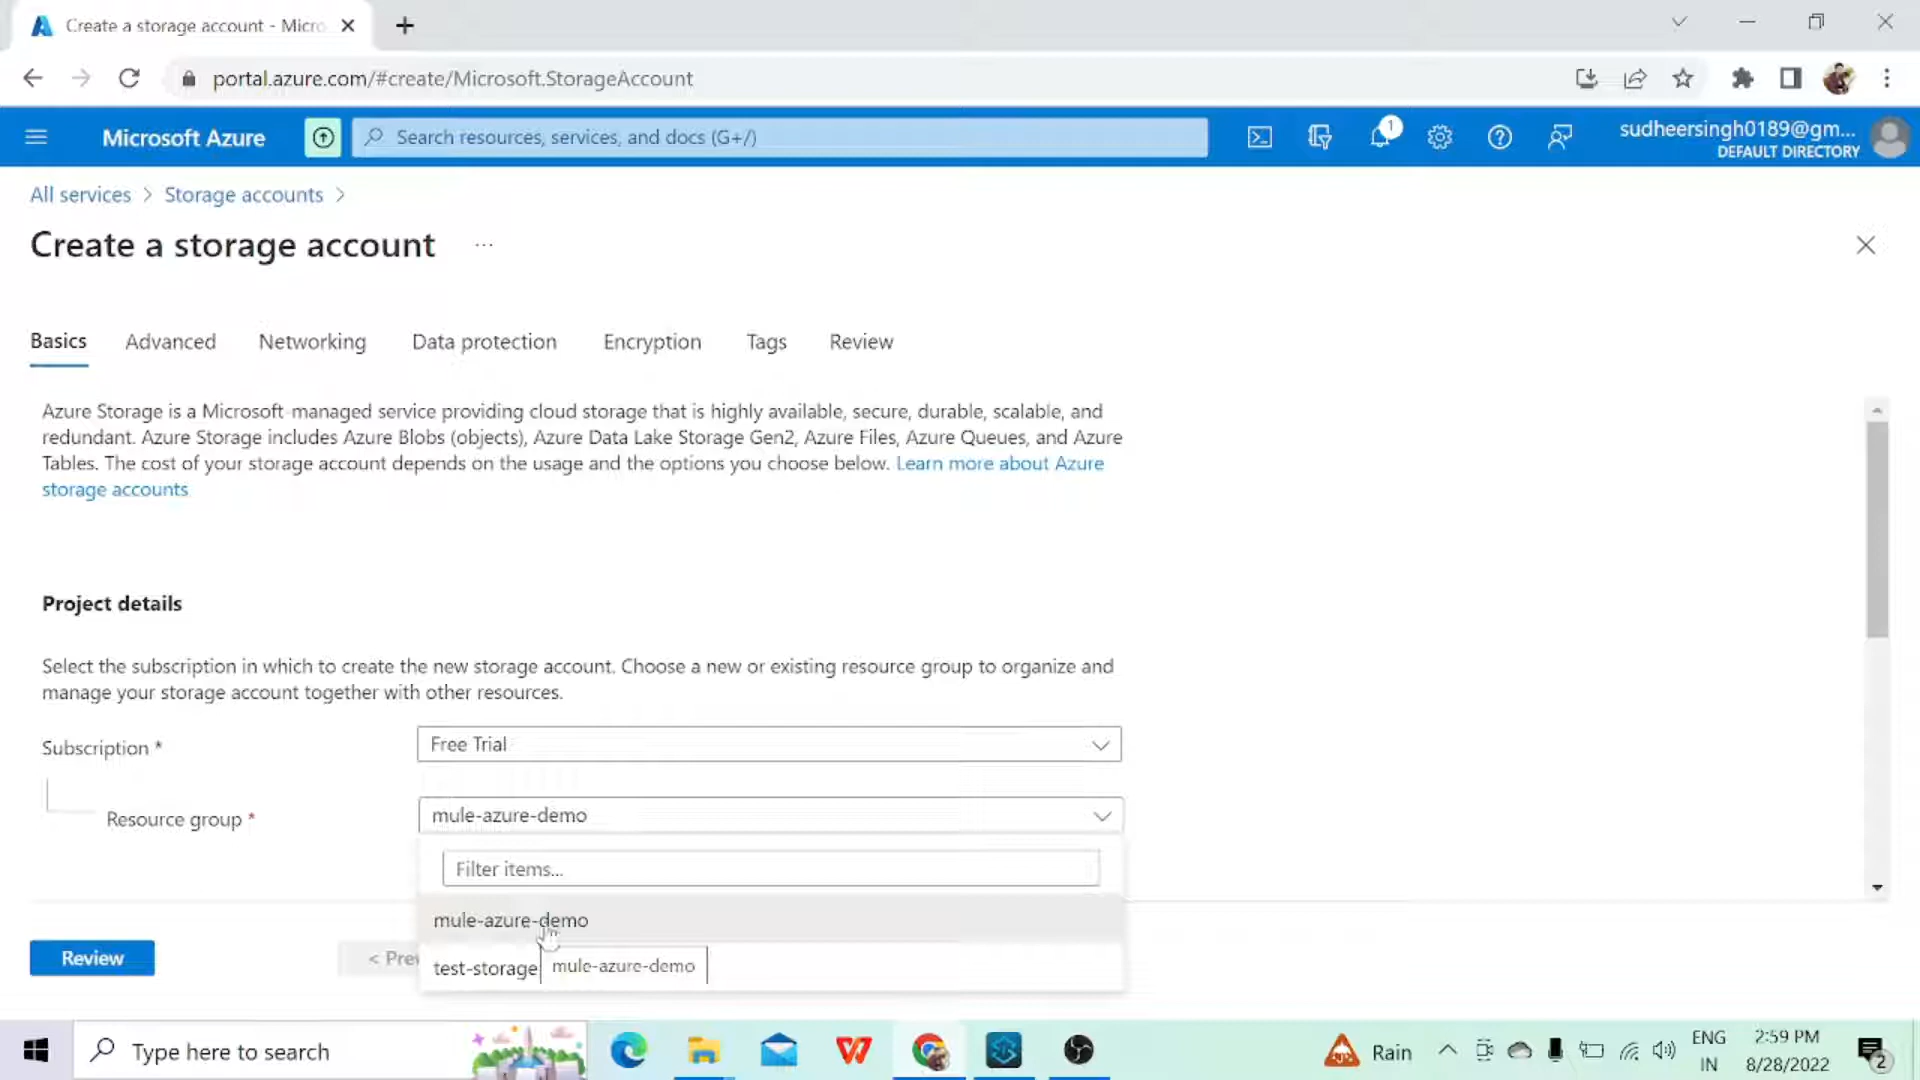 Create a storage account - Micro
portal.azure.com/#create/Microsoft.StorageAccount
Microsoft Azure
Search resources, services, and docs (G+/)
1
sudheersingh0189@gm...
DEFAULT DIRECTORY
All services > Storage accounts >
Create a storage account ...
Basics Advanced Networking Data protection Encryption Tags Review
Azure Storage is a Microsoft-managed service providing cloud storage that is highly available, secure, durable, scalable, and
redundant. Azure Storage includes Azure Blobs (objects), Azure Data Lake Storage Gen2, Azure Files, Azure Queues, and Azure
Tables. The cost of your storage account depends on the usage and the options you choose below. Learn more about Azure
storage accounts
Project details
Select the subscription in which to create the new storage account. Choose a new or existing resource group to organize and
manage your storage account together with other resources.
Subscription *
Free Trial
Resource group *
mule-azure-demo
Filter items...
mule-azure-demo
Review
< Prev
test-storage
mule-azure-demo
Type here to search
Rain
ENG
IN
2:59 PM
8/28/2022
2